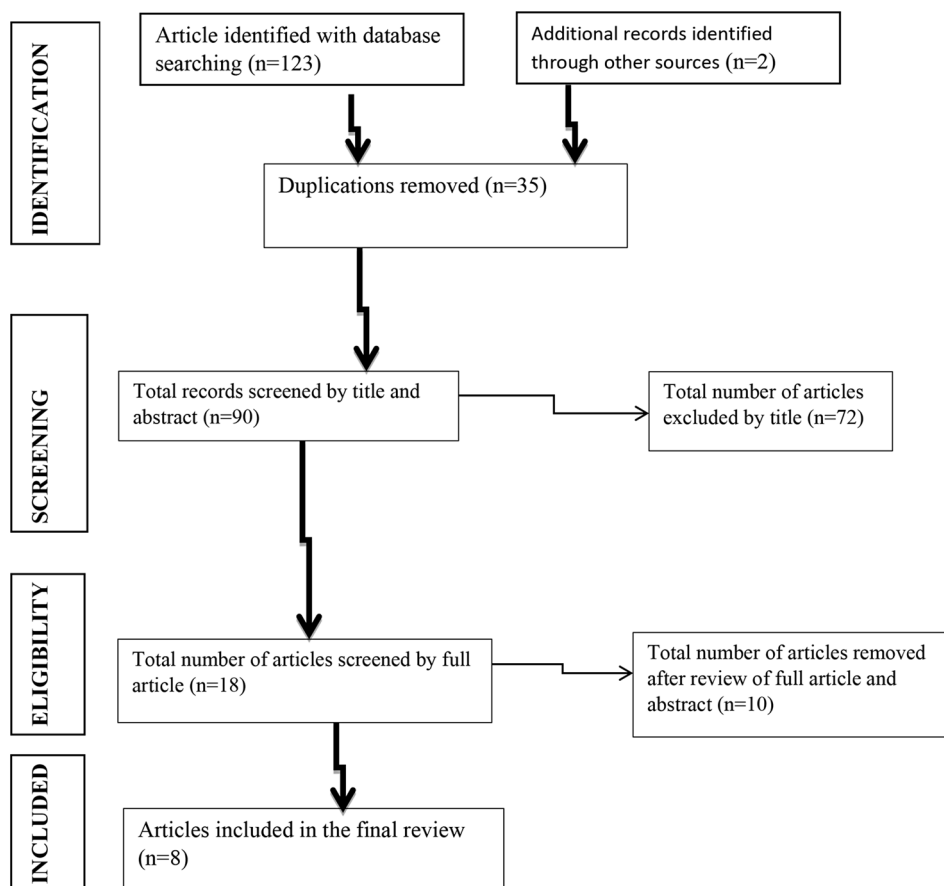 IDENTIFICATION
Article identified with database
searching (n=123)
Additional records identified
through other sources (n=2)
Duplications removed (n=35)
SCREENING
Total records screened by title and
abstract (n=90)
Total number of articles
excluded by title (n=72)
ELIGIBILITY
Total number of articles screened by full
article (n=18)
Total number of articles removed
after review of full article and
abstract (n=10)
INCLUDED
Articles included in the final review
(n=8)